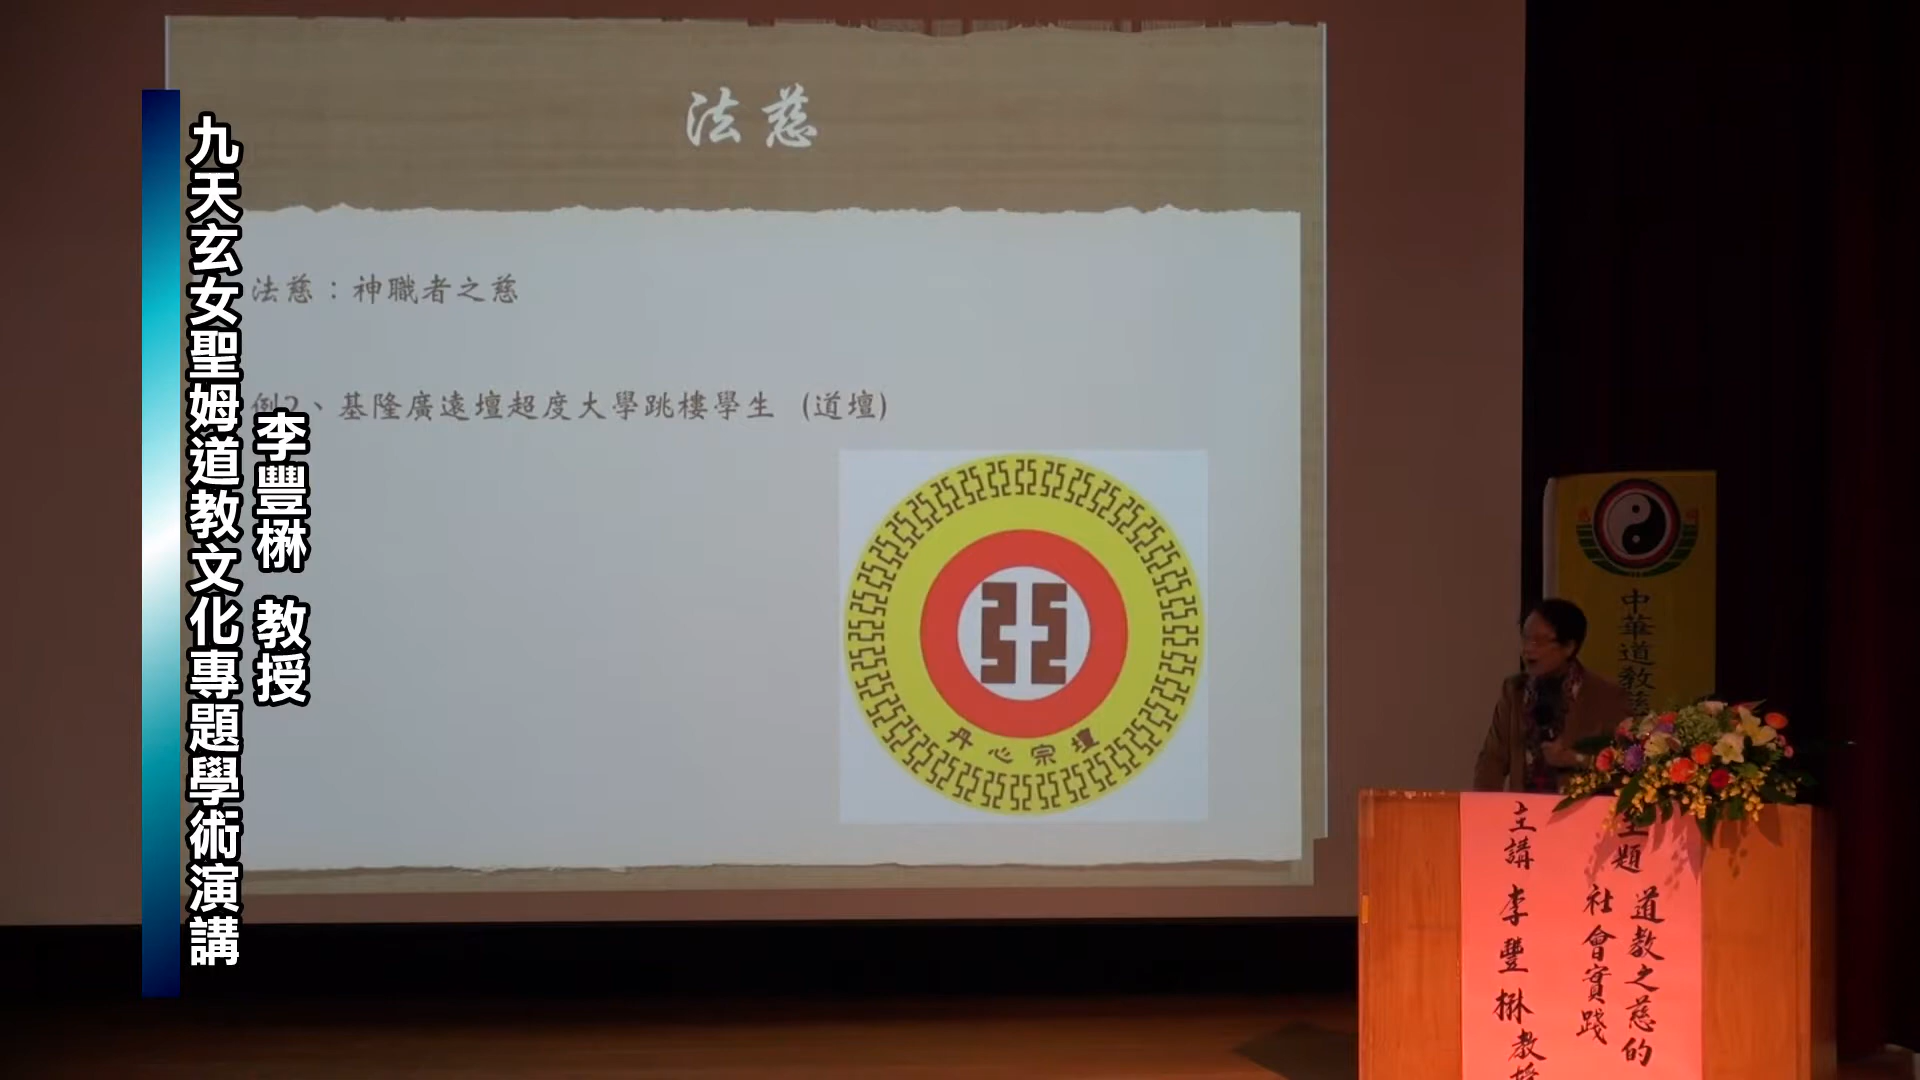 九天玄女聖姆道教文化專題學術演講
李豐楙 教授
法慈
法慈：神職者之慈
例2、基隆廣遠壇超度大學跳樓學生 (道壇)
丹心宗壇
中華道教慈
主題
道教之慈的
社會實踐
主講 李豐楙教授